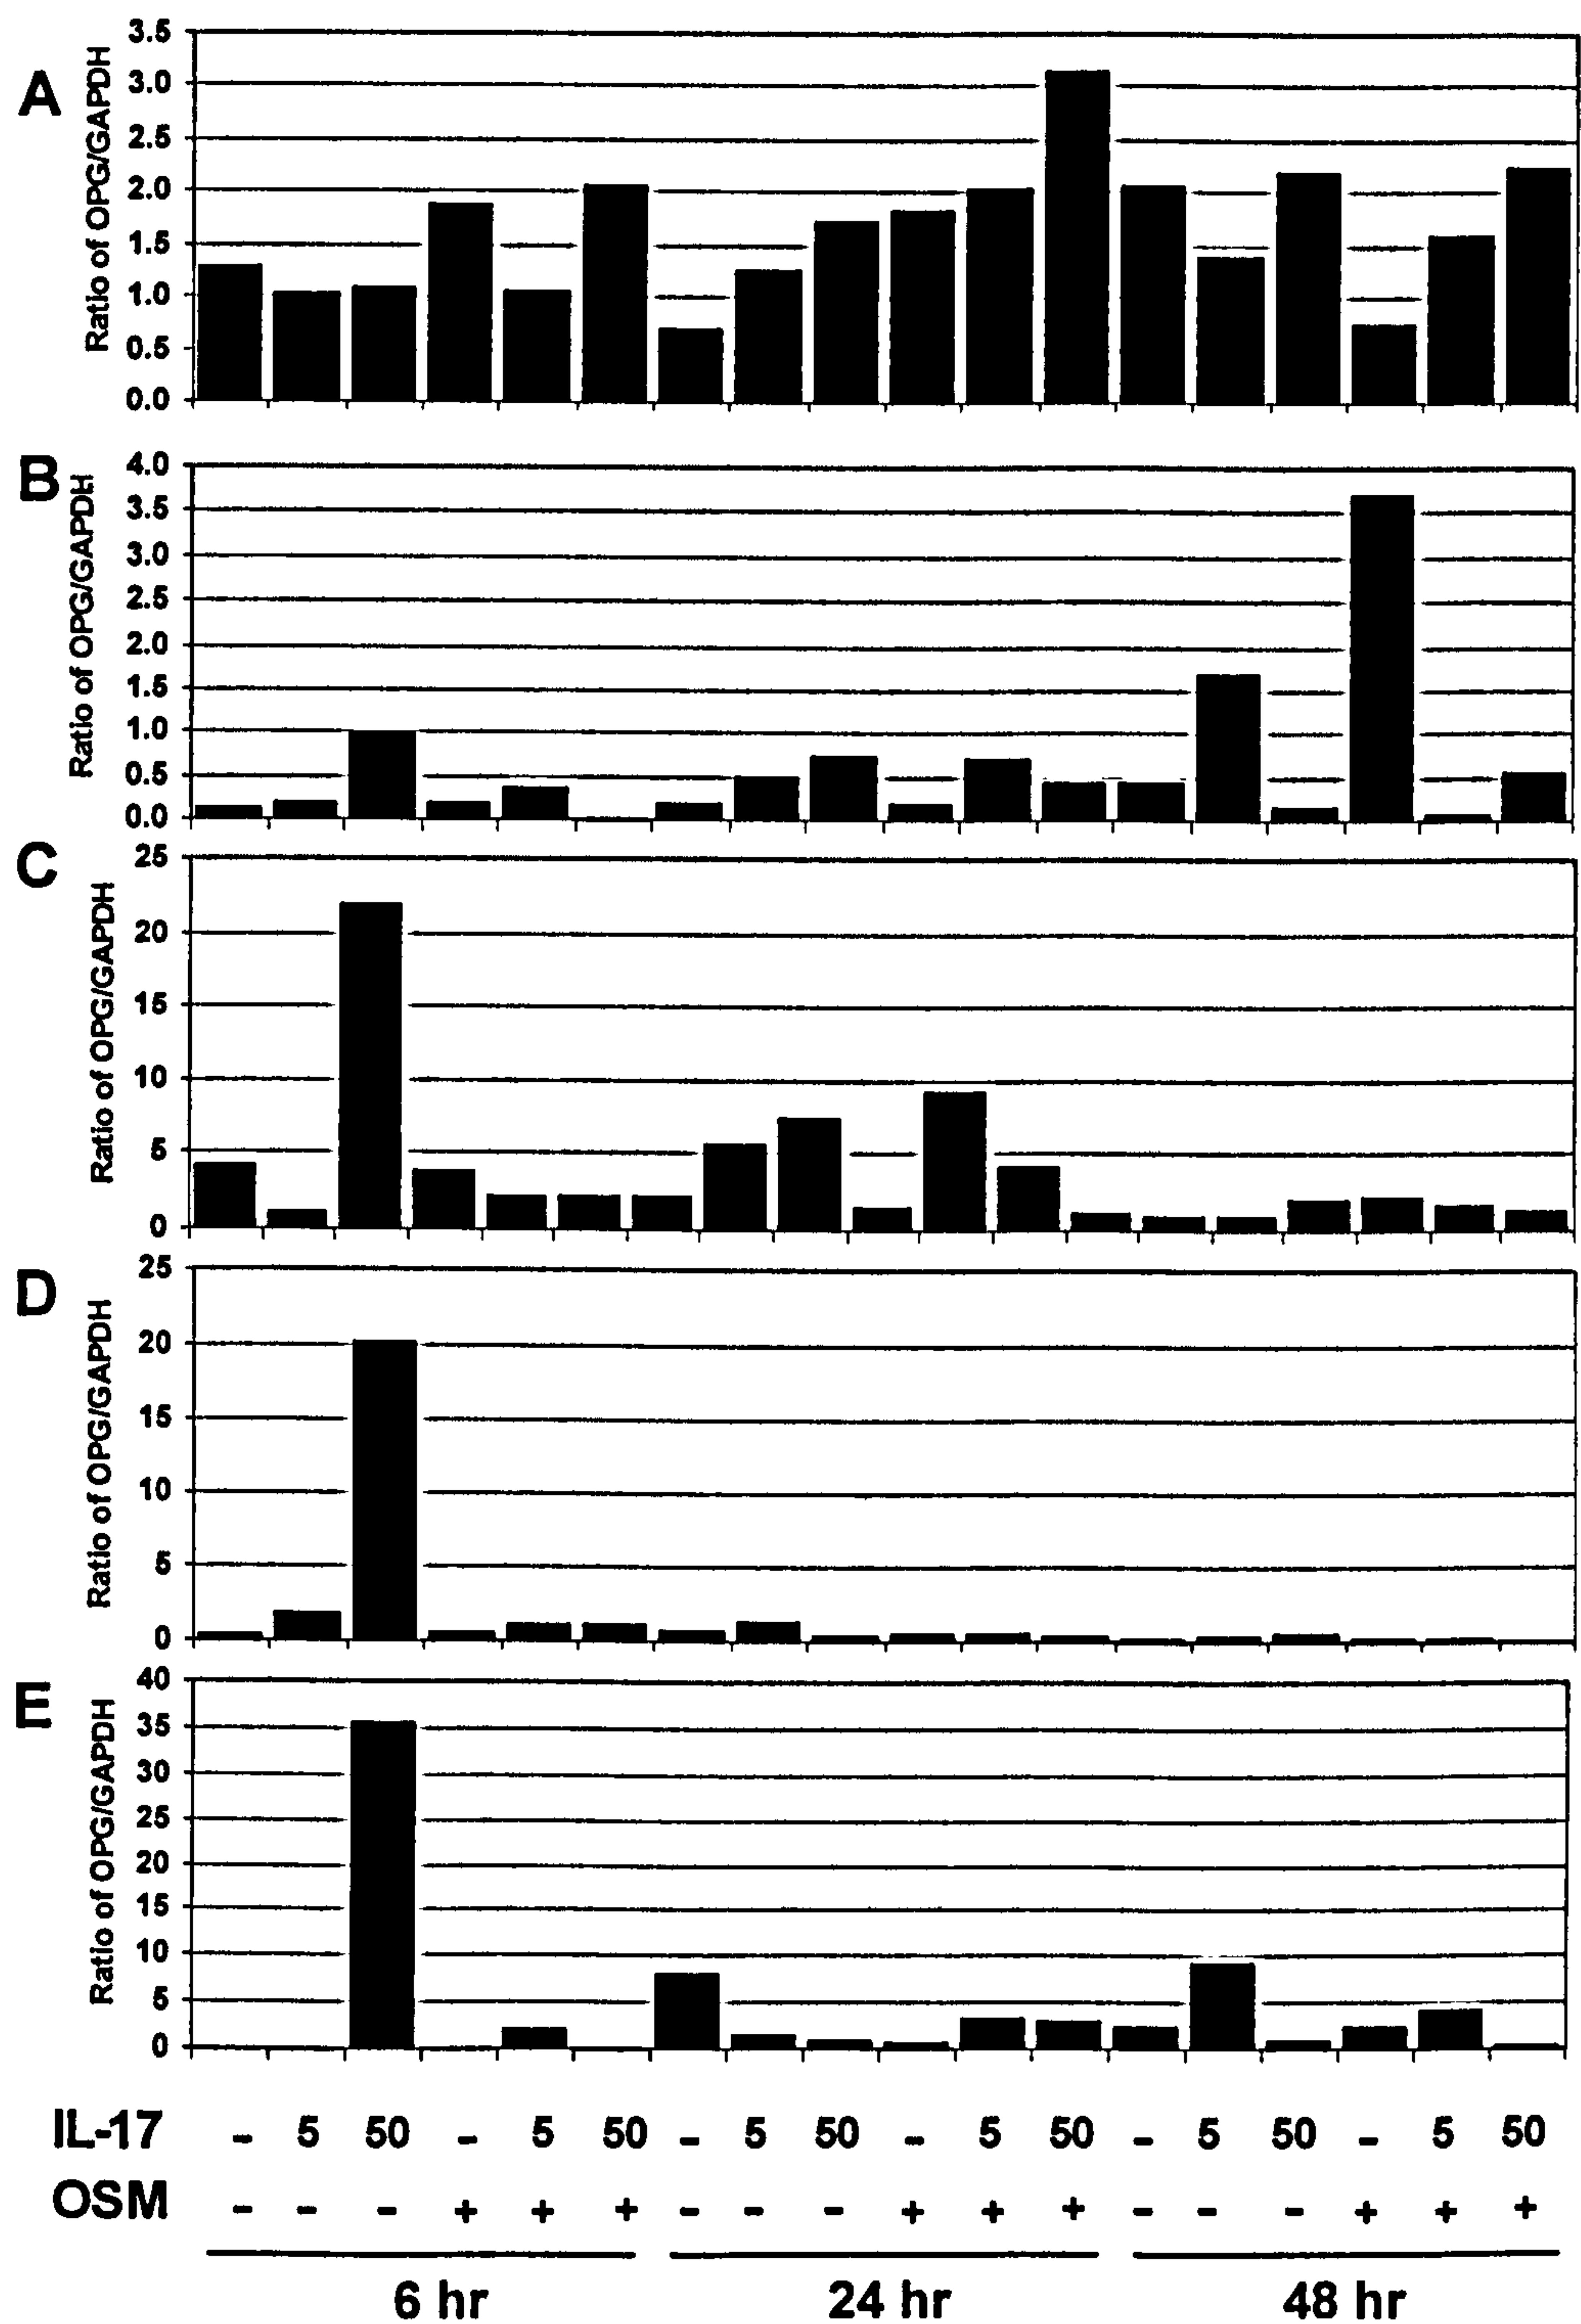 A
Ratio of OPG/GAPDH
3.5
3.0
2.5
2.0
1.5
1.0
0.5
0.0
B
Ratio of OPG/GAPDH
4.0
3.5
3.0
2.5
2.0
1.5
1.0
0.5
0.0
C
Ratio of OPG/GAPDH
25
20
15
10
5
0
D
Ratio of OPG/GAPDH
25
20
15
10
5
0
E
Ratio of OPG/GAPDH
40
35
30
25
20
15
10
5
0
IL-17 - 5 50 - 5 50 - 5 50 - 5 50 - 5 50 - 5 50
OSM - - - + + + - - - + + + - - - + + +
6 hr 24 hr 48 hr